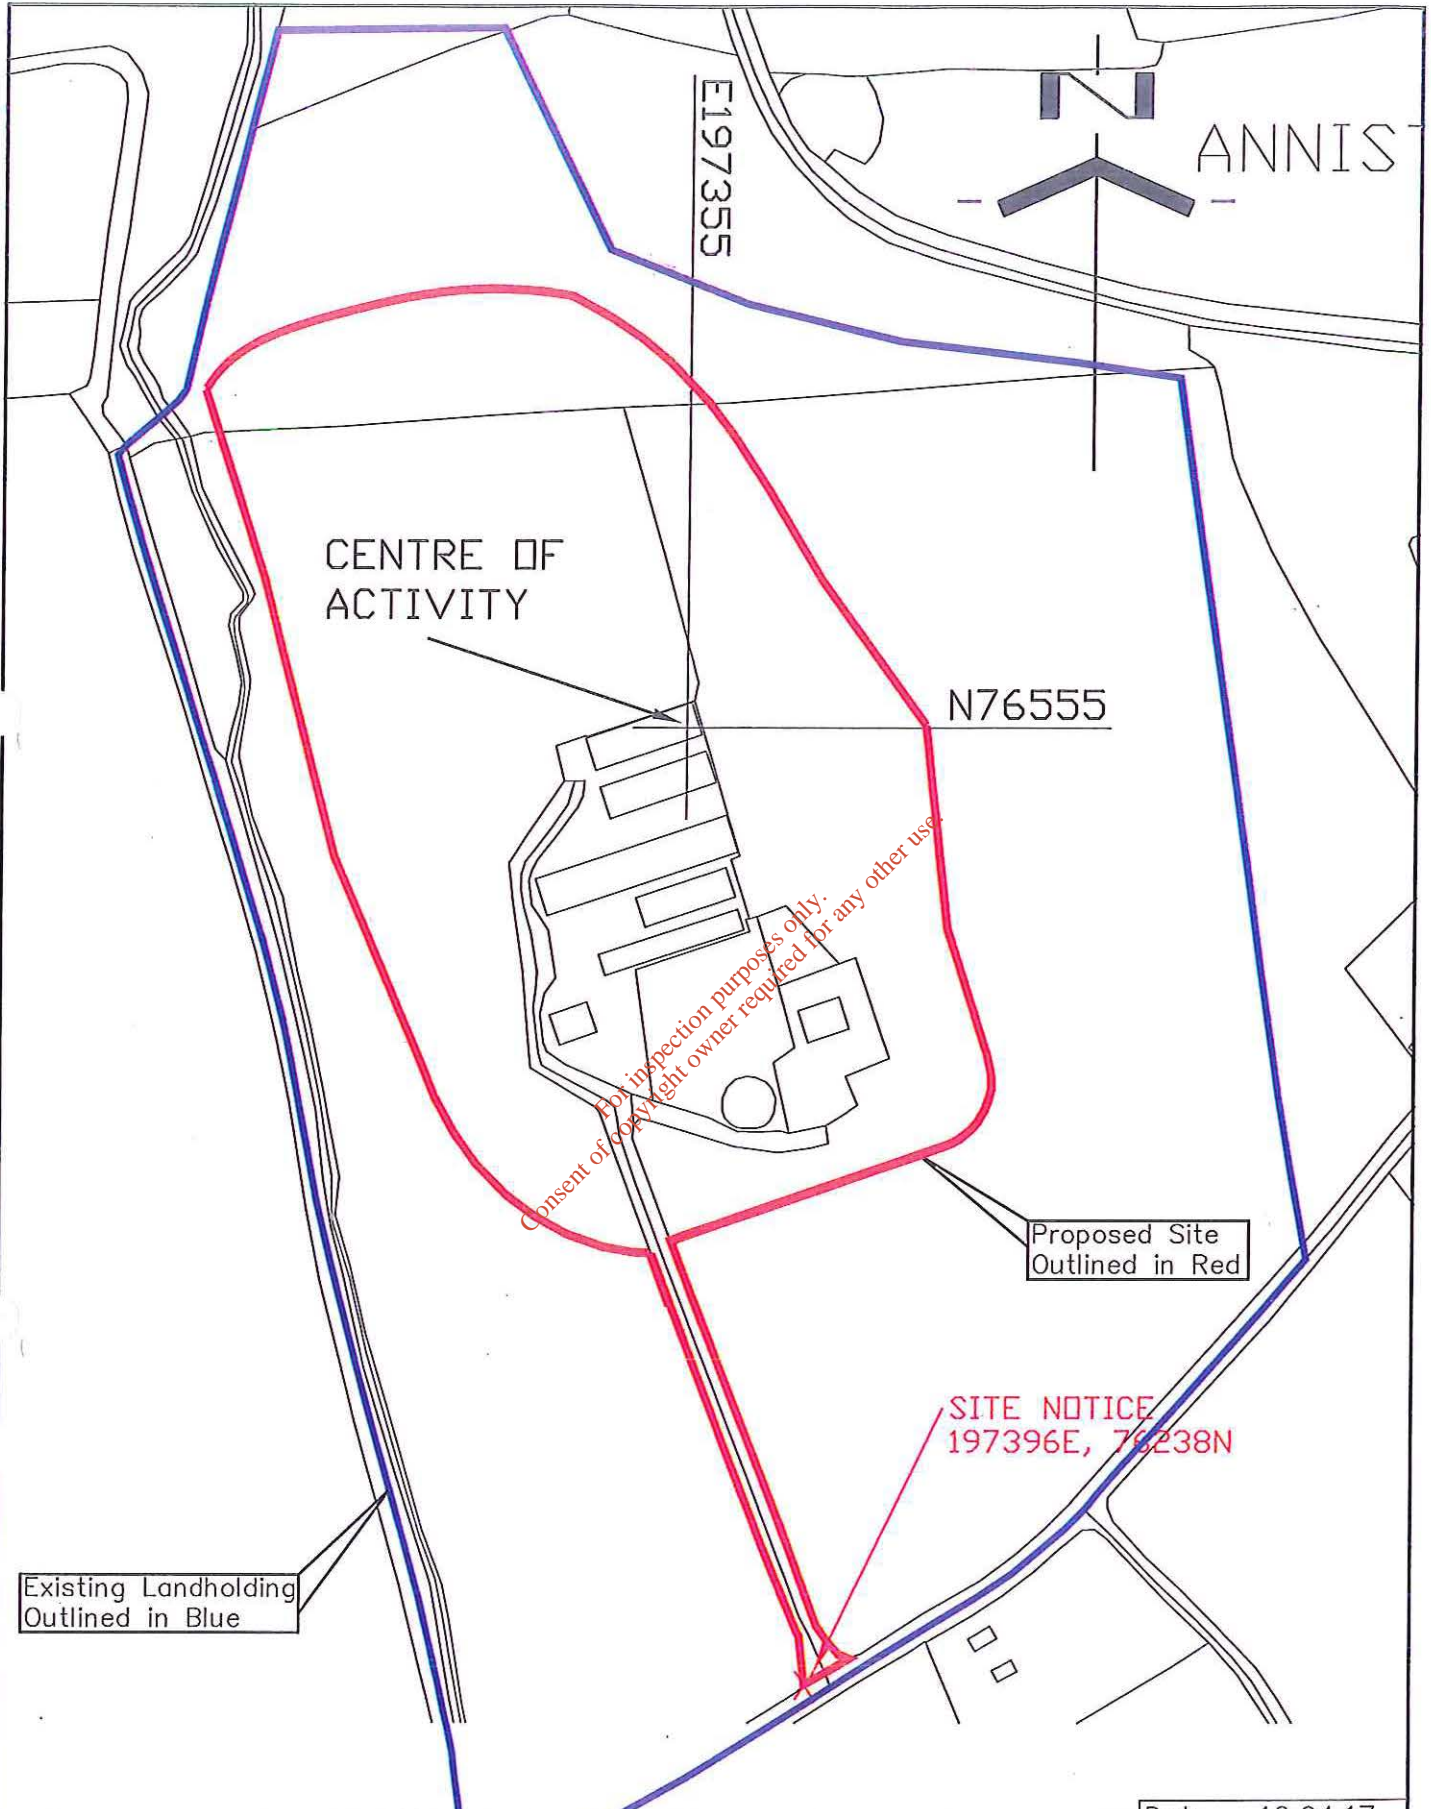 E197355
N
ANNIS
CENTRE OF
ACTIVITY
N76555
For inspection purposes only.
Consent of copyright owner required for any other use.
Proposed Site
Outlined in Red
SITE NOTICE
197396E, 76238N
Existing Landholding
Outlined in Blue